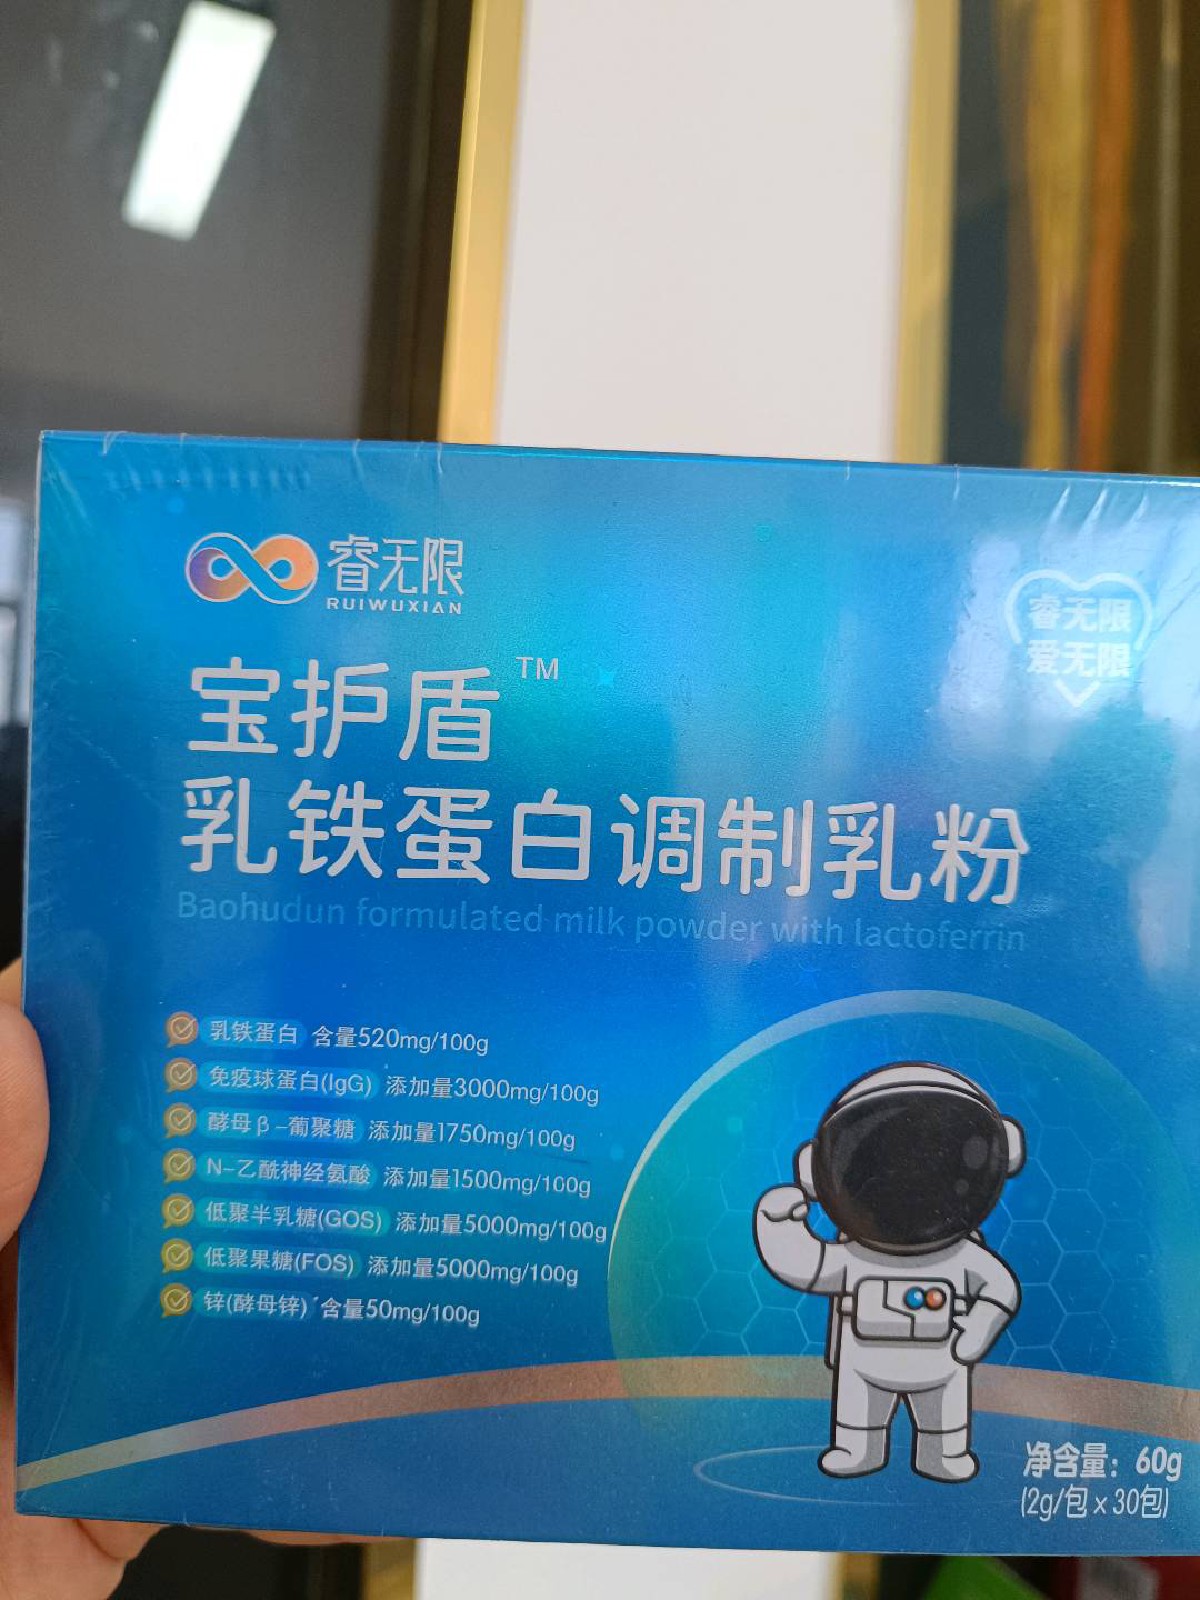 睿无限
RUIWUXIAN
睿无限
爱无限
宝护盾™
乳铁蛋白调制乳粉
Baohudun formulated milk powder with lactoferrin
乳铁蛋白 含量520mg/100g
免疫球蛋白(IgG) 添加量3000mg/100g
酵母β-葡聚糖 添加量1750mg/100g
N-乙酰神经氨酸 添加量1500mg/100g
低聚半乳糖(GOS) 添加量5000mg/100g
低聚果糖(FOS) 添加量5000mg/100g
锌(酵母锌) 含量50mg/100g
净含量：60g
(2g/包 x 30包)